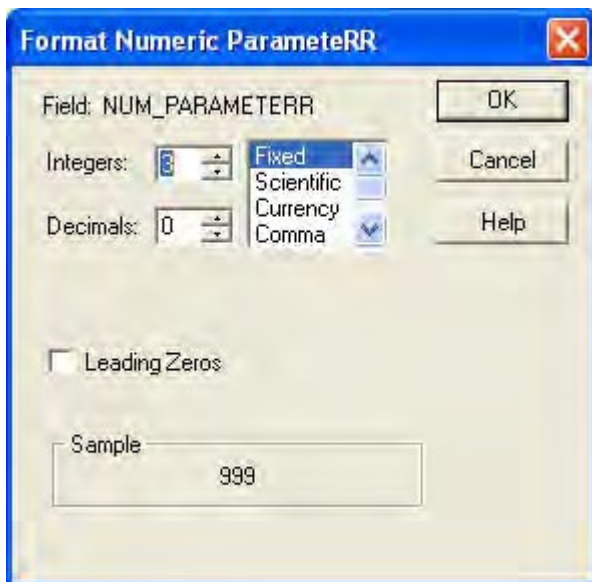 Format Numeric ParameteRR
Field: NUM_PARAMETERR
OK
Integers: 3
Fixed
Scientific
Currency
Comma
Cancel
Decimals: 0
Help
Leading Zeros
Sample
999